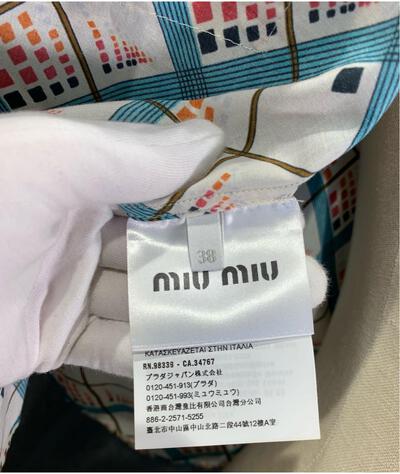 38
miu miu
ΚΑΤΑΣΚΕΥΑΖΕΤΑΙ ΣΤΗΝ ΙΤΑΛΙΑ
RN.98339 - CA.34767
プラダジャパン株式会社
0120-451-913(プラダ)
0120-451-993(ミュウミュウ)
香港商台灣普比有限公司台灣分公司
886-2-2571-5255
臺北市中山區中山北路二段44號12樓A室